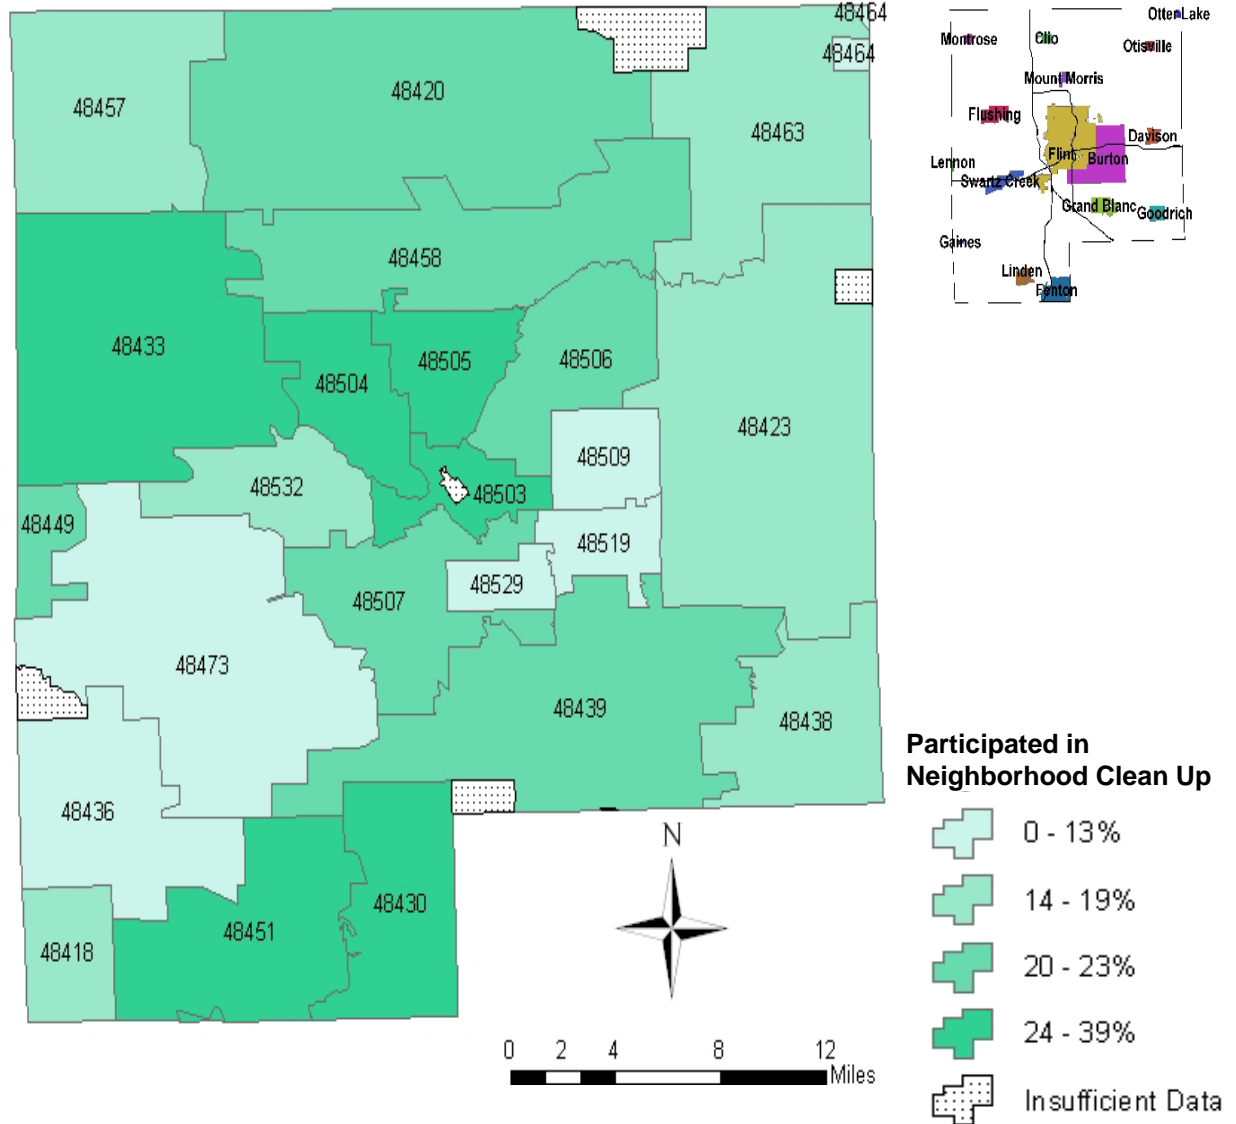 48464
Otter Lake
Montrose
Clio
Otisville
48464
Mount Morris
48420
48457
Flushing
48463
Davison
Flint
Burton
Lennon
Swartz Creek
Grand Blanc
Goodrich
Gaines
48458
Linden
Fenton
48433
48505
48506
48504
48423
48509
48532
48503
48449
48519
48529
48507
48473
48439
48438
Participated in
Neighborhood Clean Up
48436
0 - 13%
N
14 - 19%
48430
48451
48418
20 - 23%
24 - 39%
0 2 4 8 12
Miles
Insufficient Data